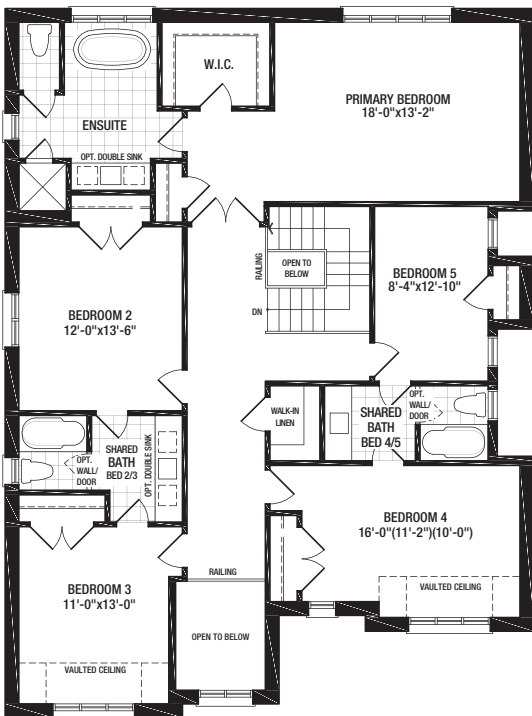 W.I.C.
PRIMARY BEDROOM
18'-0"x13'-2"
ENSUITE
OPT. DOUBLE SINK
RAILING
OPEN TO
BELOW
DN
BEDROOM 5
8'-4"x12'-10"
BEDROOM 2
12'-0"x13'-6"
WALK-IN
LINEN
SHARED
BATH
BED 4/5
OPT.
WALL/
DOOR
SHARED
BATH
BED 2/3
OPT.
WALL/
DOOR
OPT. DOUBLE SINK
BEDROOM 4
16'-0"(11'-2")(10'-0")
VAULTED CEILING
BEDROOM 3
11'-0"x13'-0"
VAULTED CEILING
RAILING
OPEN TO BELOW